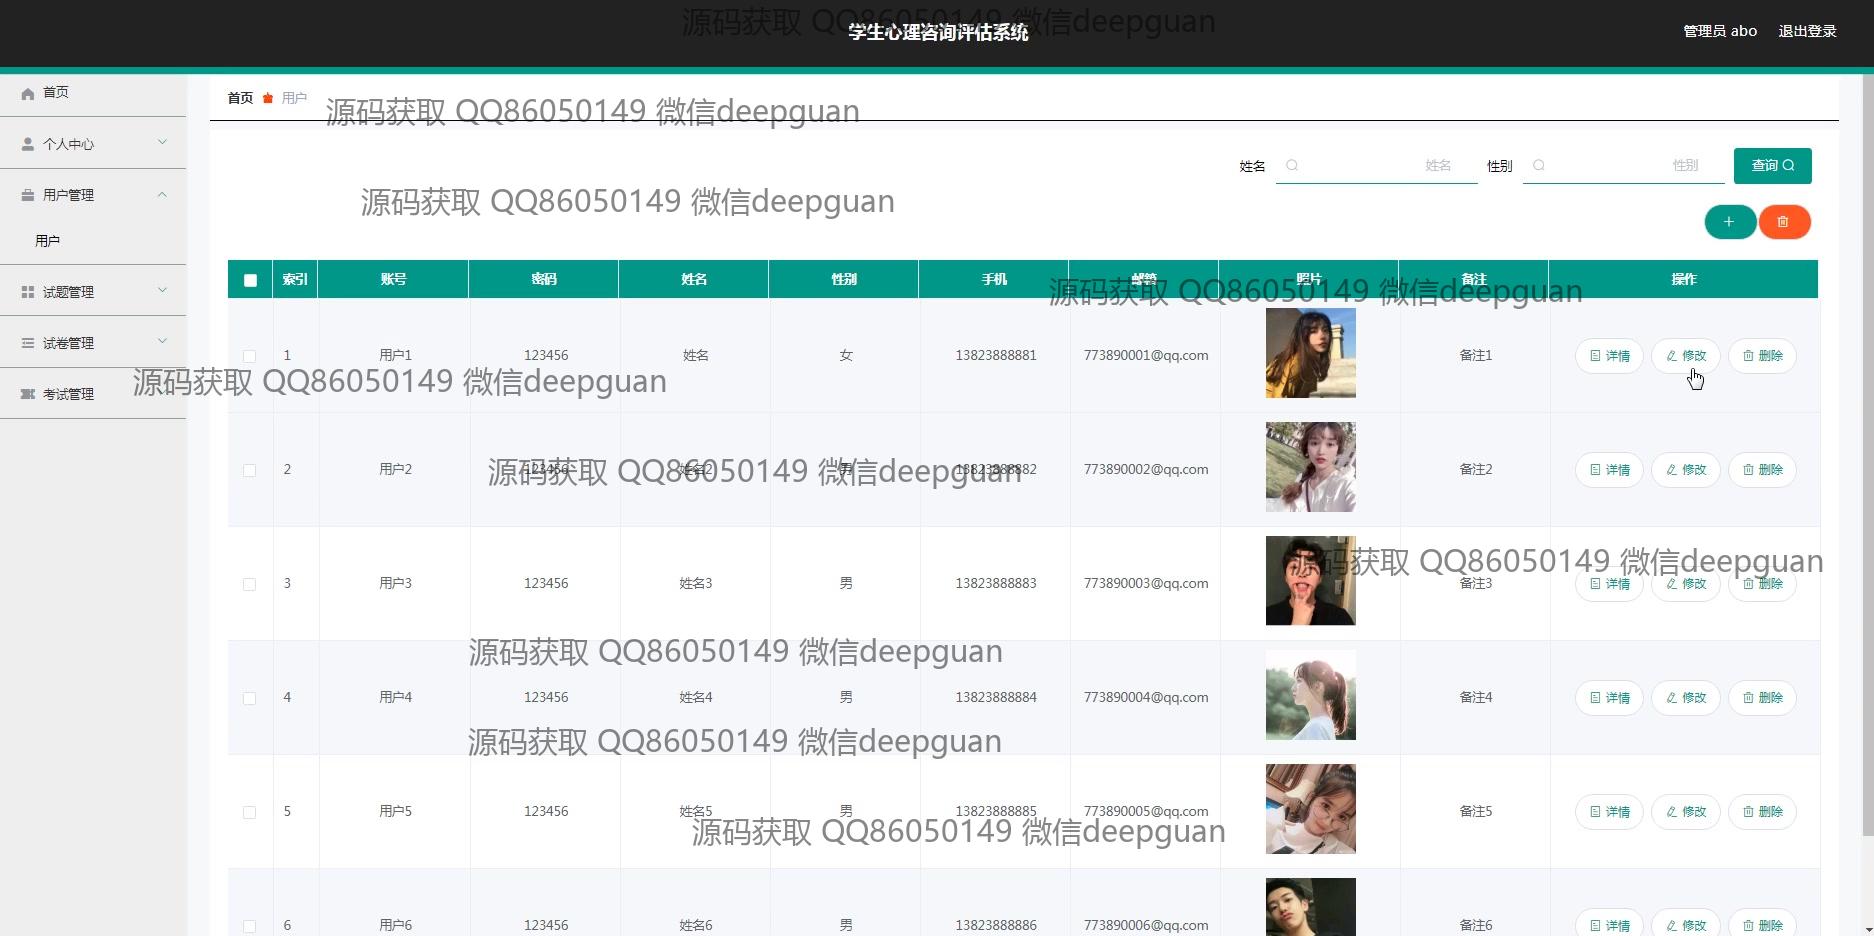 源码获取 QQ86050149 微信deepguan
学生心理咨询评估系统
管理员 abo 退出登录
首页
个人中心
用户管理
用户
试题管理
试卷管理
考试管理
首页 用户
源码获取 QQ86050149 微信deepguan
姓名 姓名 性别 性别 查询
源码获取 QQ86050149 微信deepguan
索引 账号 密码 姓名 性别 手机 邮箱 照片 备注 操作
源码获取 QQ86050149 微信deepguan
1 用户1 123456 姓名 女 13823888881 773890001@qq.com 备注1 详情 修改 删除
源码获取 QQ86050149 微信deepguan
2 用户2 123456 姓名2 男 13823888882 773890002@qq.com 备注2 详情 修改 删除
源码获取 QQ86050149 微信deepguan
源码获取 QQ86050149 微信deepguan
3 用户3 123456 姓名3 男 13823888883 773890003@qq.com 备注3 详情 修改 删除
源码获取 QQ86050149 微信deepguan
4 用户4 123456 姓名4 男 13823888884 773890004@qq.com 备注4 详情 修改 删除
源码获取 QQ86050149 微信deepguan
5 用户5 123456 姓名5 男 13823888885 773890005@qq.com 备注5 详情 修改 删除
源码获取 QQ86050149 微信deepguan
6 用户6 123456 姓名6 男 13823888886 773890006@qq.com 备注6 详情 修改 删除